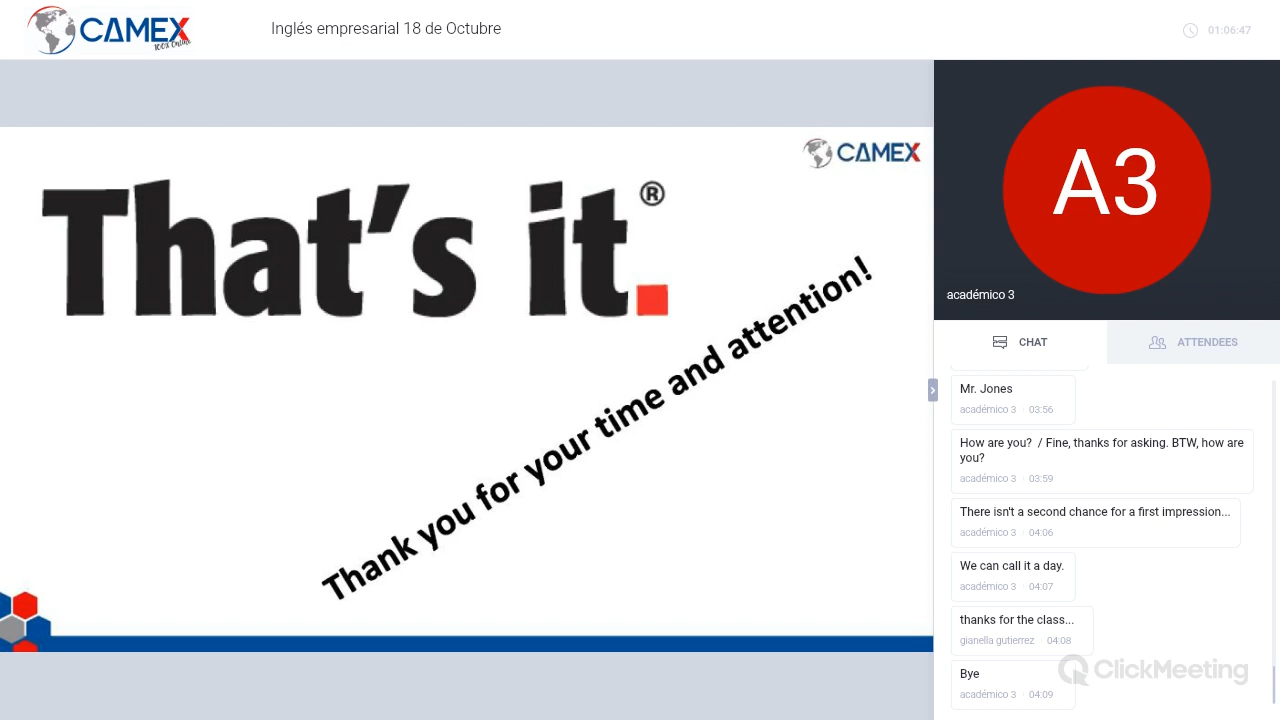 CAMEX
100% Online
Inglés empresarial 18 de Octubre
01:06:47
CAMEX
That's it.®
Thank you for your time and attention!
A3
académico 3
CHAT
ATTENDEES
Mr. Jones
académico 3 · 03:56
How are you?  / Fine, thanks for asking. BTW, how are
you?
académico 3 · 03:59
There isn't a second chance for a first impression...
académico 3 · 04:06
We can call it a day.
académico 3 · 04:07
thanks for the class...
gianella gutierrez · 04:08
Bye
académico 3 · 04:09
ClickMeeting